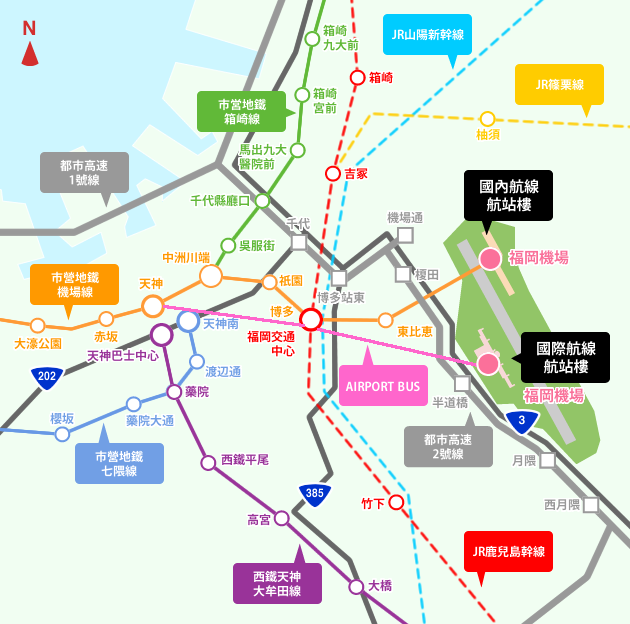 N
箱崎
九大前
JR山陽新幹線
箱崎
JR篠栗線
箱崎
宮前
市營地鐵
箱崎線
柚須
馬出九大
醫院前
都市高速
1號線
吉冢
國內航線
航站樓
千代縣廳口
千代
機場通
吳服街
中洲川端
福岡機場
榎田
市營地鐵
機場線
天神
祇園
博多站東
博多
大濠公園
赤坂
天神南
福岡交通
中心
東比恵
天神巴士中心
國際航線
航站樓
202
渡辺通
AIRPORT BUS
福岡機場
藥院
半道橋
櫻坂
藥院大通
3
市營地鐵
七隈線
都市高速
2號線
西鐵平尾
月隈
385
竹下
西月隈
高宮
JR鹿兒島幹線
西鐵天神
大牟田線
大橋